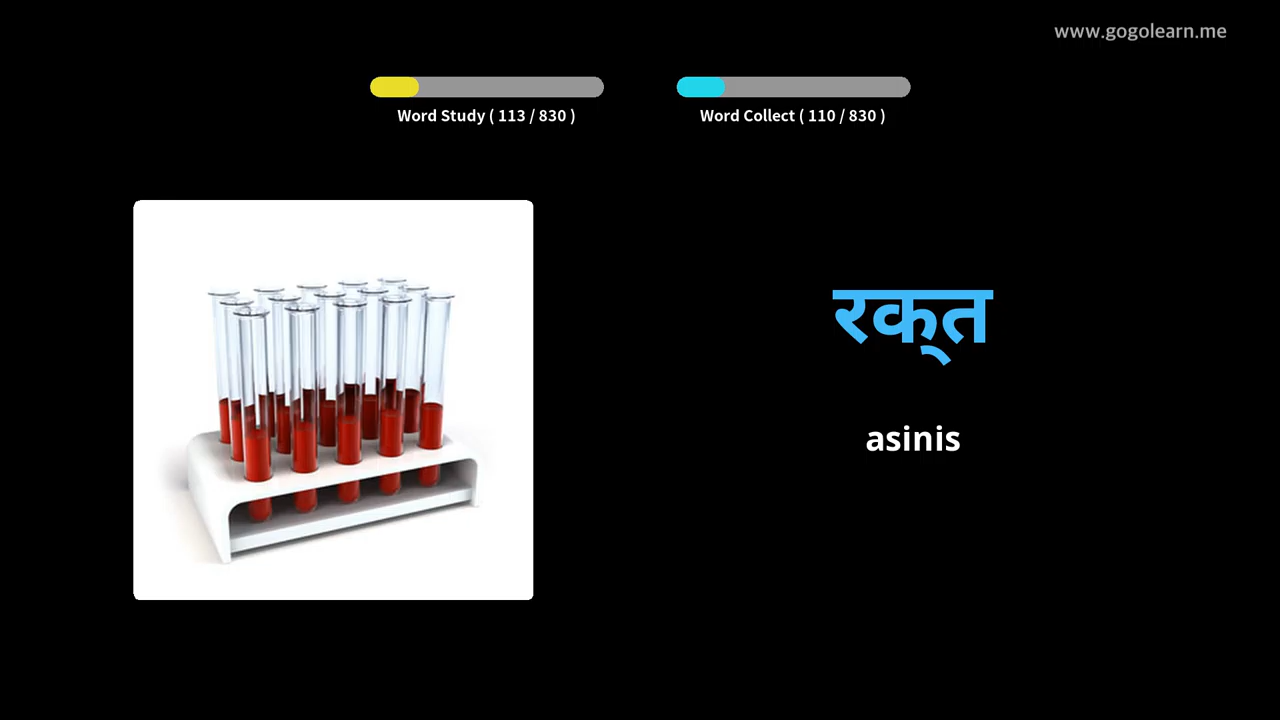 www.gogolearn.me
Word Study ( 113 / 830 )
Word Collect ( 110 / 830 )
रक्त
asinis